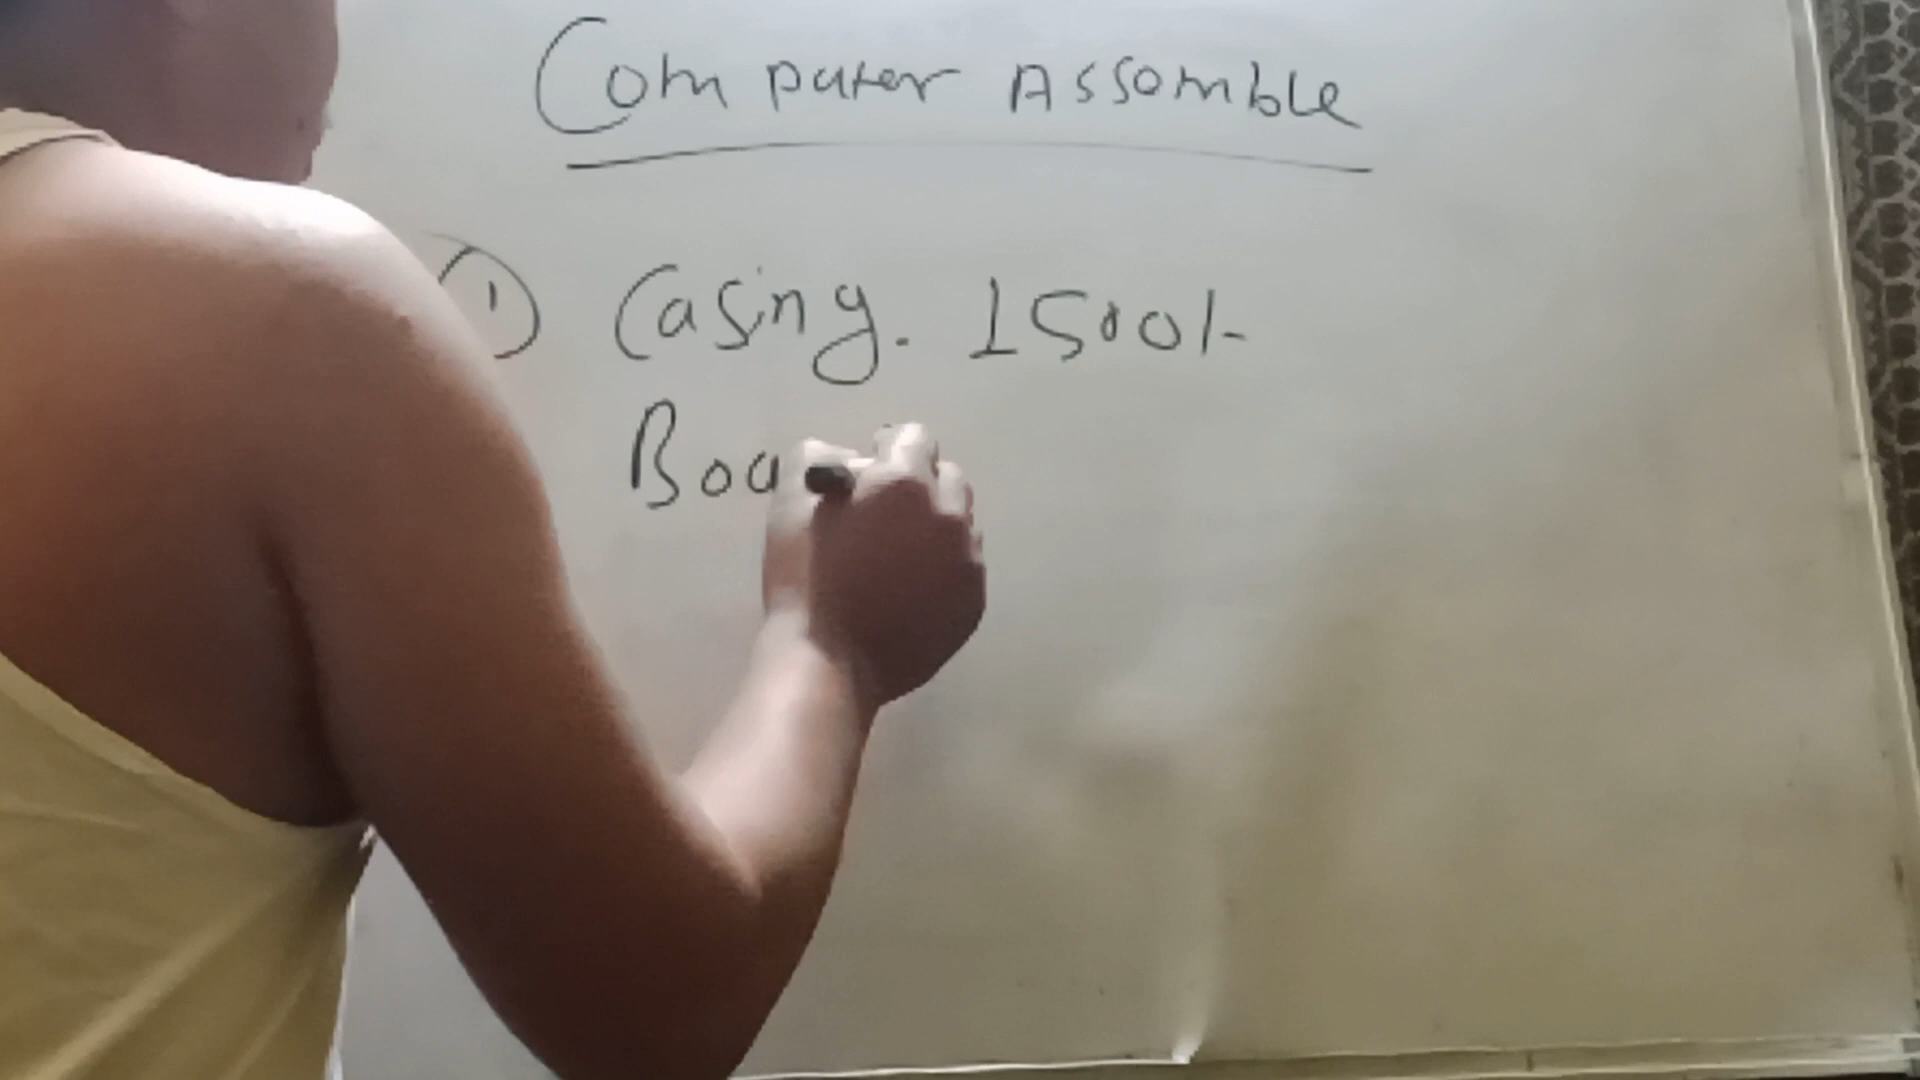 Computer Assomble
① Casing. 1500/-
Boa